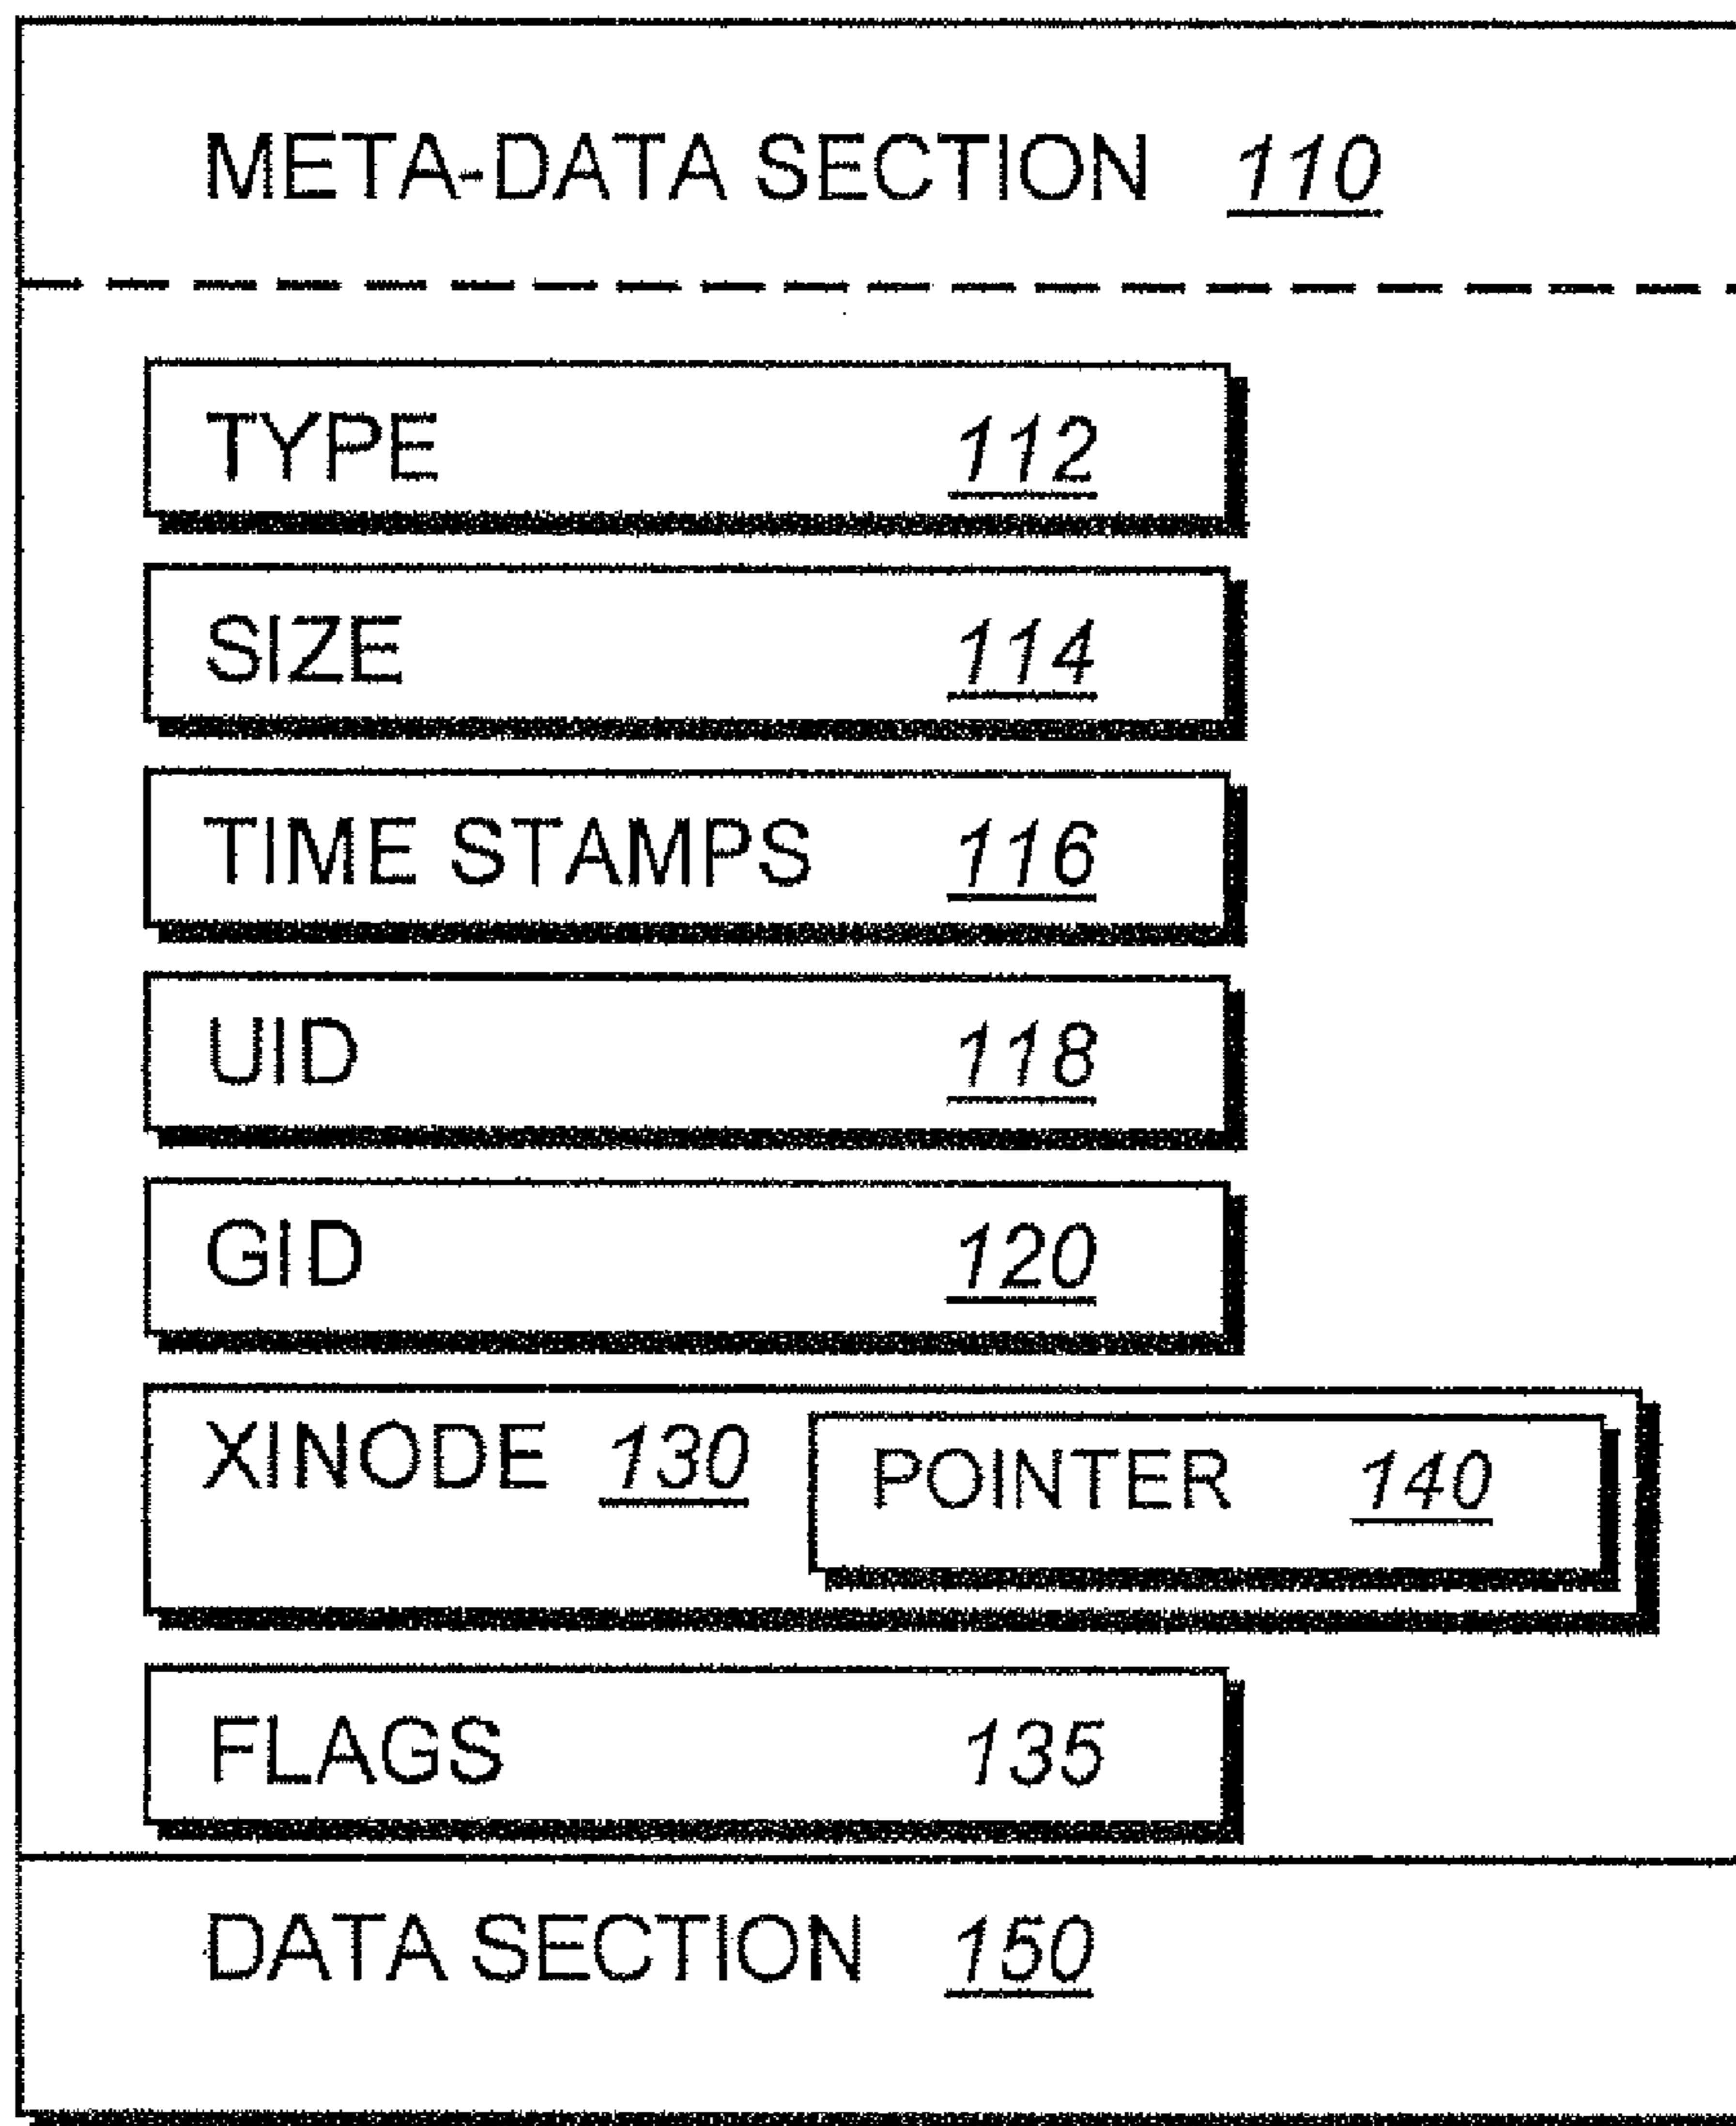 META-DATA SECTION 110
TYPE 112
SIZE 114
TIME STAMPS 116
UID 118
GID 120
XINODE 130 POINTER 140
FLAGS 135
DATA SECTION 150